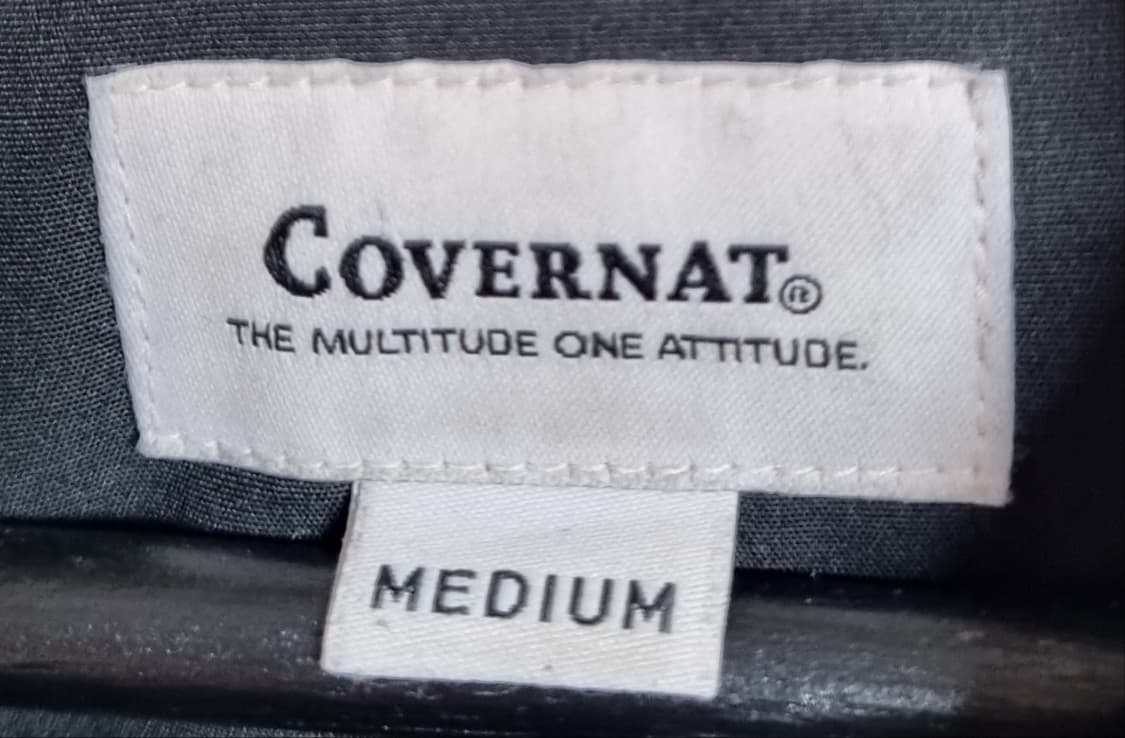 COVERNAT®
THE MULTITUDE ONE ATTITUDE.
MEDIUM